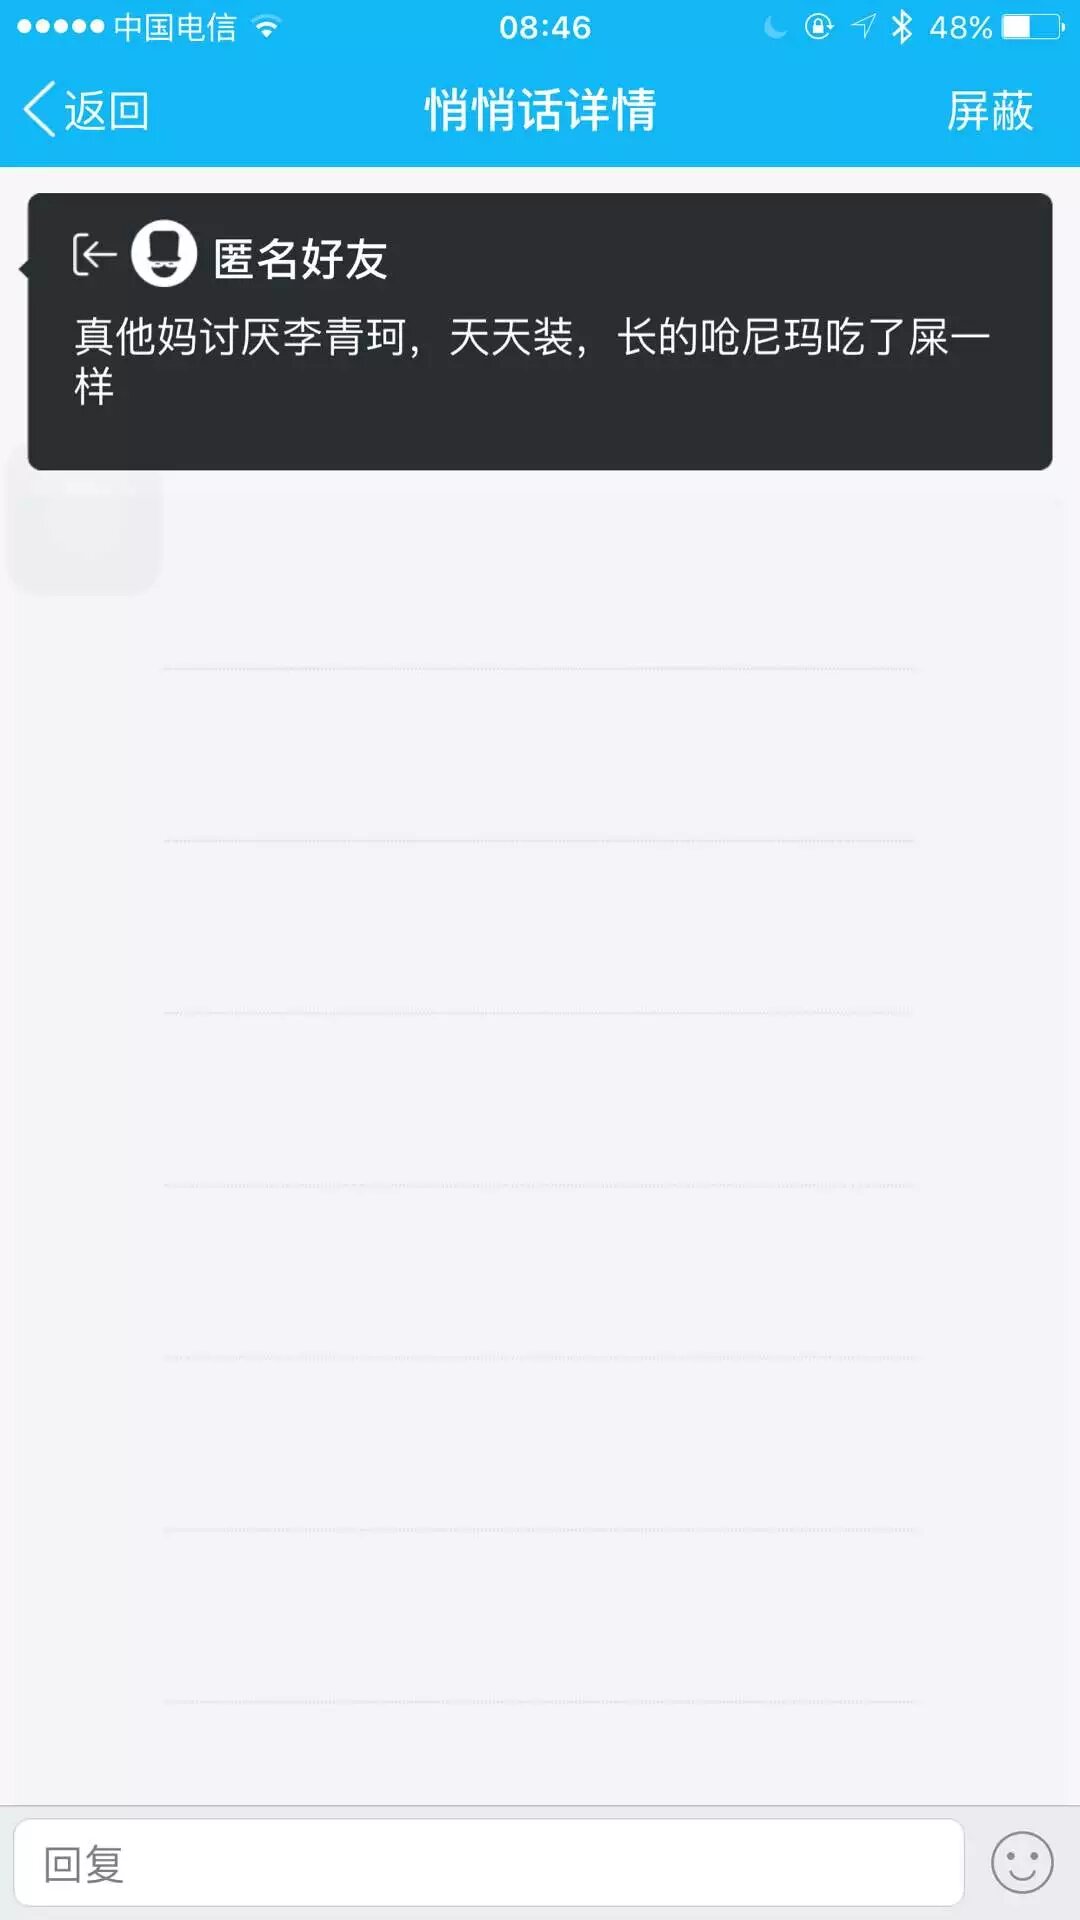 中国电信 08:46 48%
返回 悄悄话详情 屏蔽
匿名好友
真他妈讨厌李青珂，天天装，长的呛尼玛吃了屎一
样
回复